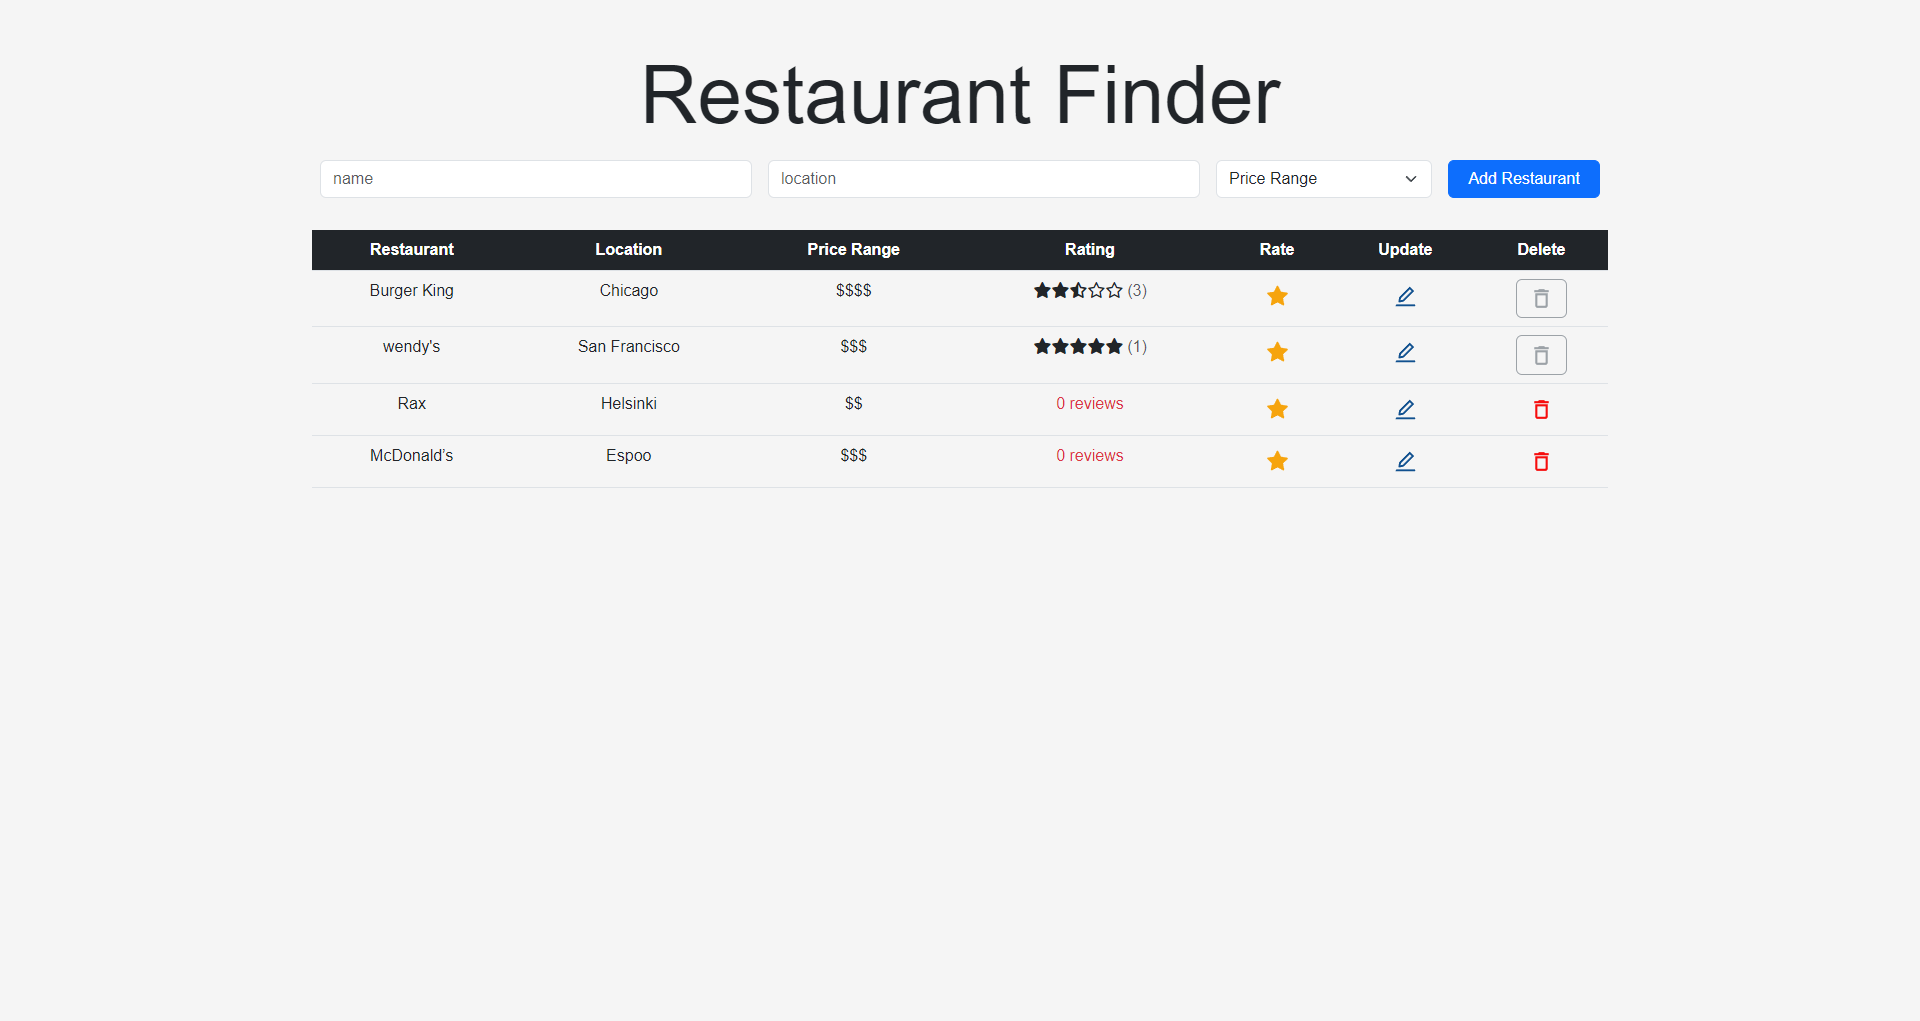 Restaurant Finder
name location Price Range Add Restaurant
Restaurant Location Price Range Rating Rate Update Delete
Burger King Chicago $$$$ (3)
wendy's San Francisco $$$ (1)
Rax Helsinki $$ 0 reviews
McDonald's Espoo $$$ 0 reviews